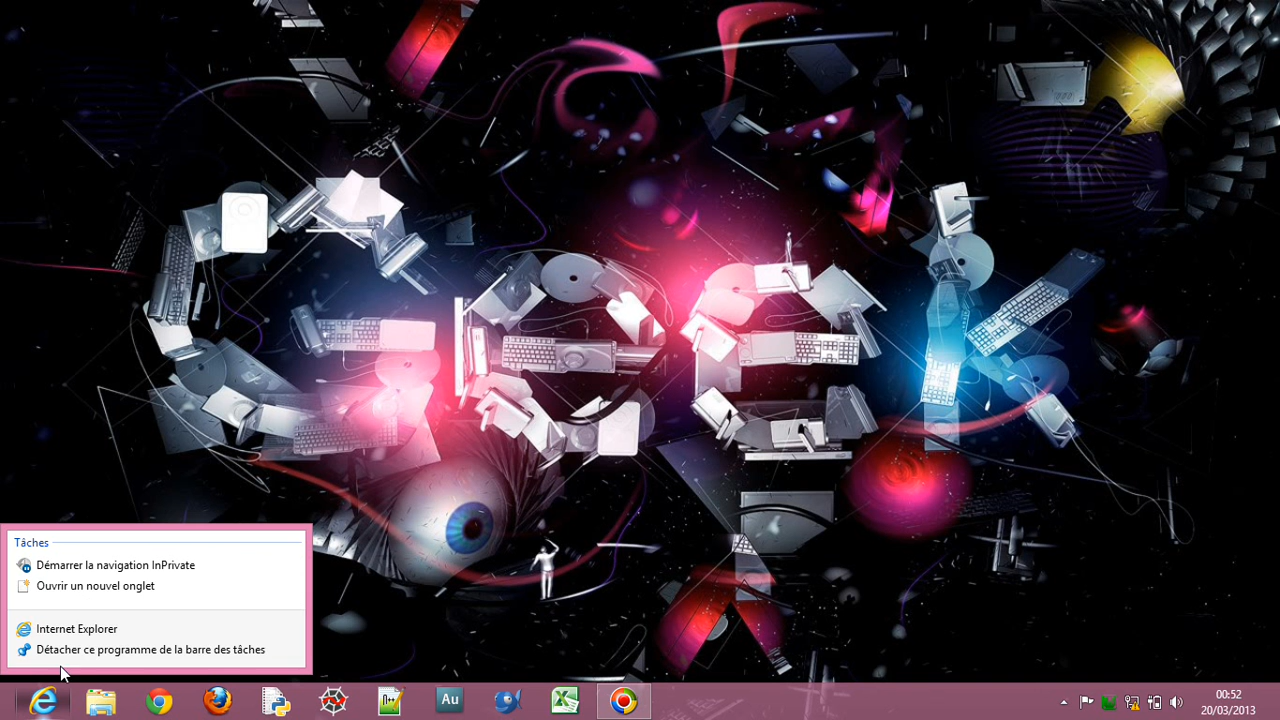 Geek
Tâches
Démarrer la navigation InPrivate
Ouvrir un nouvel onglet
Internet Explorer
Détacher ce programme de la barre des tâches
Au
00:52
20/03/2013